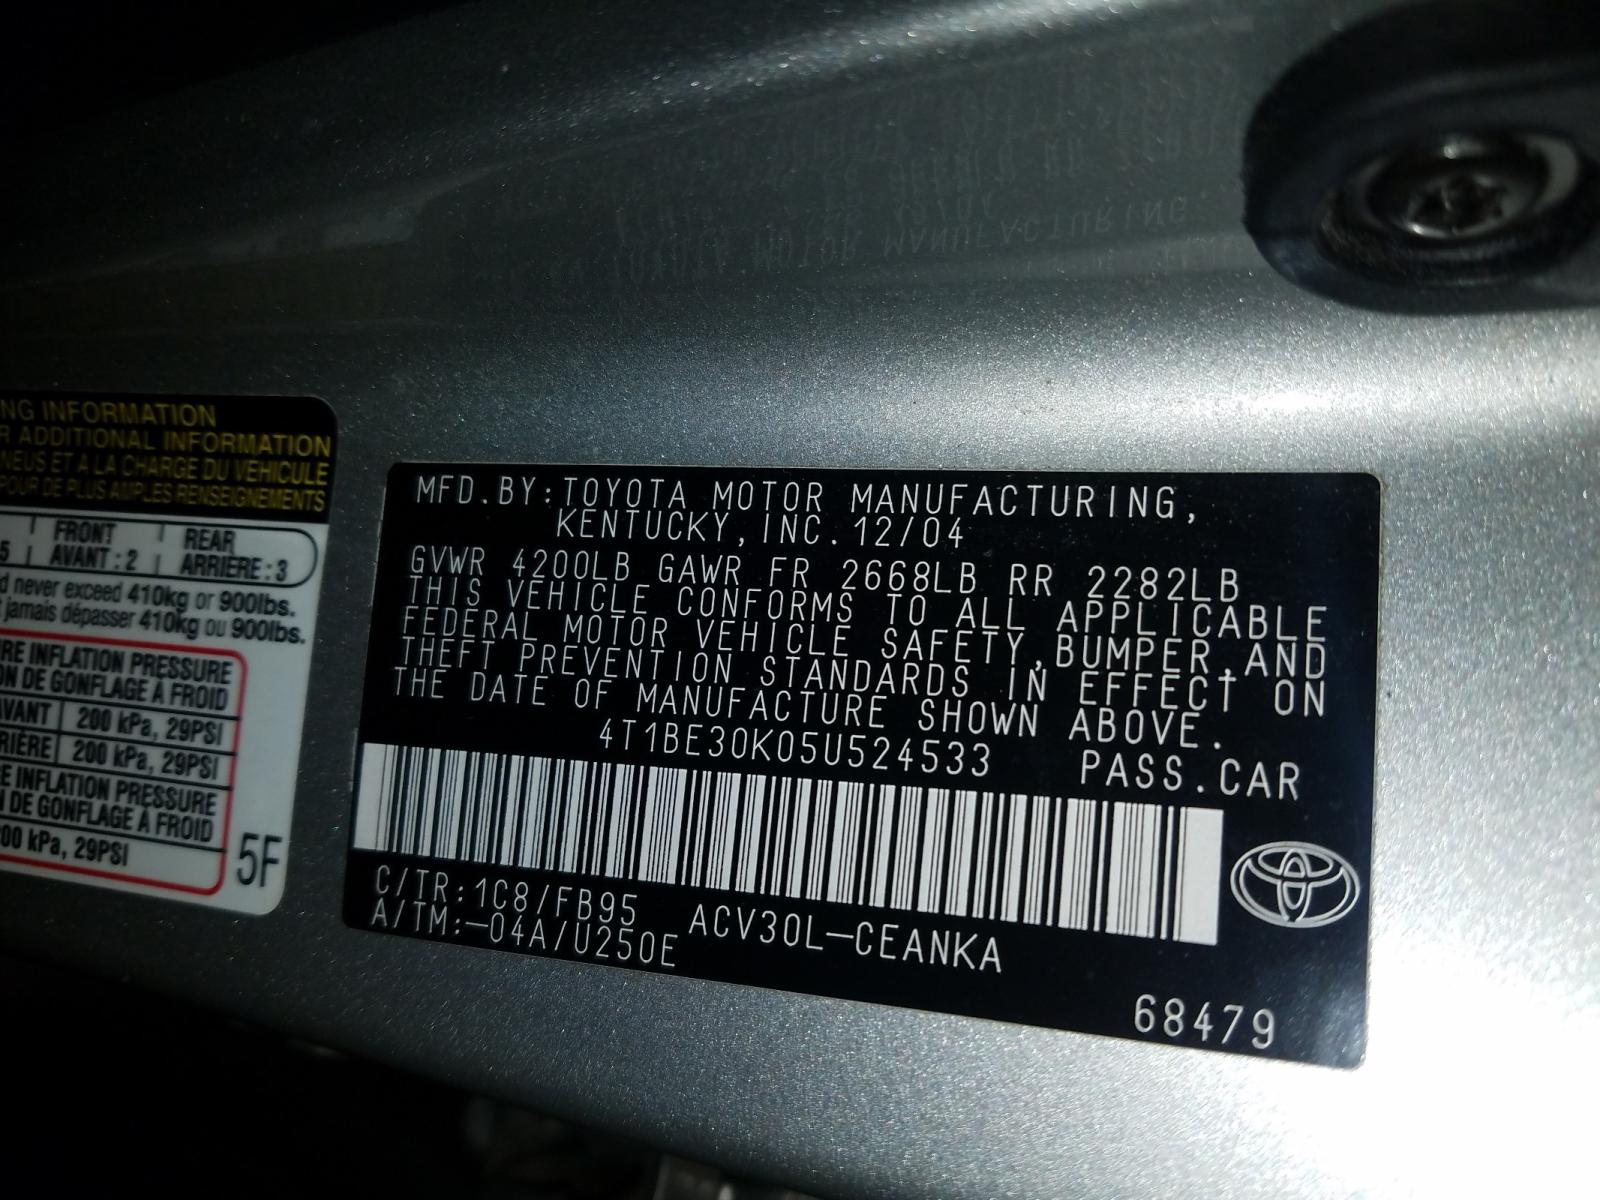 NG INFORMATION
R ADDITIONAL INFORMATION
NEUS ET À LA CHARGE DU VEHICULE
POUR DE PLUS AMPLES RENSEIGNEMENTS
5 FRONT REAR
AVANT : 2 ARRIERE : 3
d never exceed 410kg or 900lbs.
t jamais dépasser 410kg ou 900lbs.
RE INFLATION PRESSURE
ON DE GONFLAGE À FROID
AVANT 200 kPa, 29PSI
RIÈRE 200 kPa, 29PSI
E INFLATION PRESSURE
N DE GONFLAGE À FROID
00 kPa, 29PSI
5F
MFD.BY:TOYOTA MOTOR MANUFACTURING,
KENTUCKY,INC.12/04
GVWR 4200LB GAWR FR 2668LB RR 2282LB
THIS VEHICLE CONFORMS TO ALL APPLICABLE
FEDERAL MOTOR VEHICLE SAFETY,BUMPER,AND
THEFT PREVENTION STANDARDS IN EFFECT ON
THE DATE OF MANUFACTURE SHOWN ABOVE.
4T1BE30K05U524533 PASS.CAR
C/TR:1C8/FB95 ACV30L-CEANKA
A/TM:-04A/U250E
68479